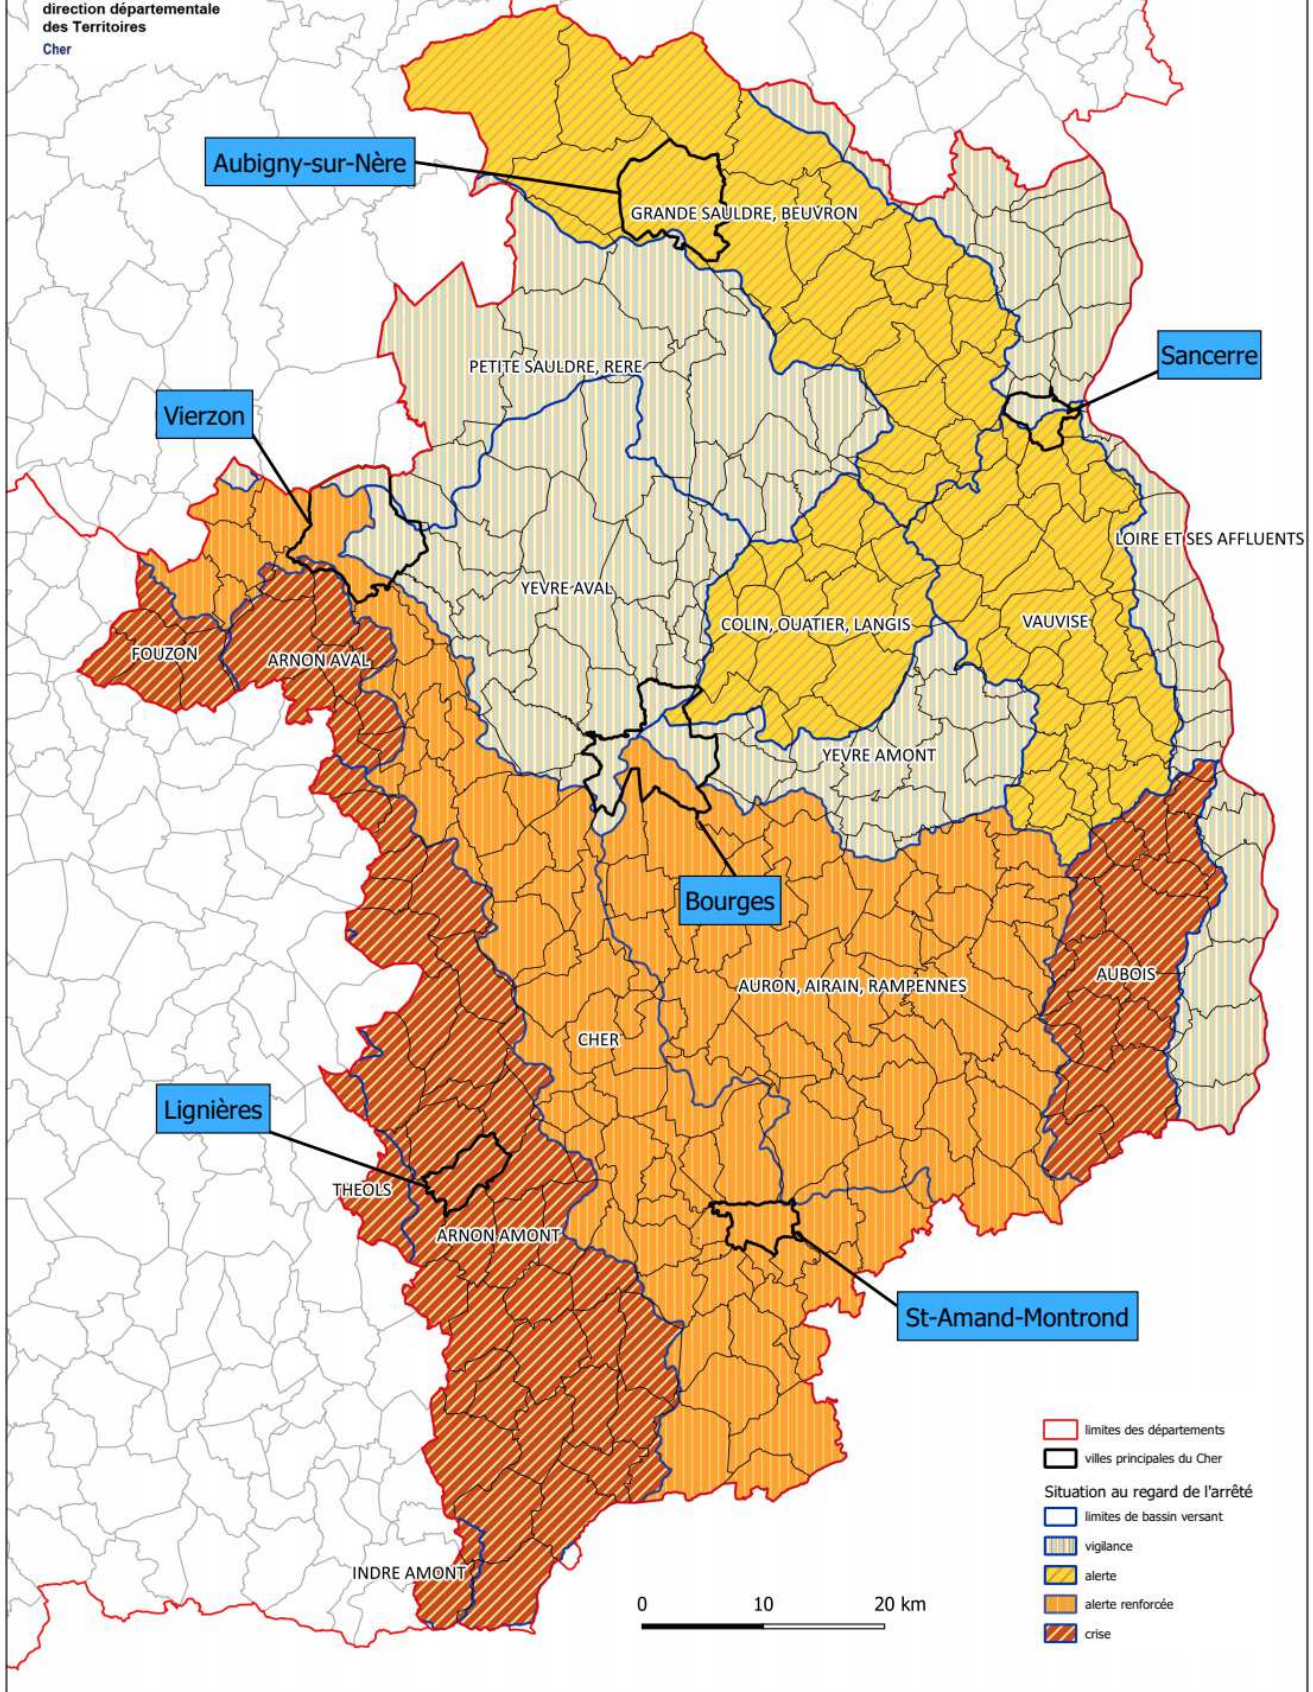 direction départementale
des Territoires
Cher
Aubigny-sur-Nère
GRANDE SAULDRE, BEUVRON
Sancerre
PETITE SAULDRE, RERE
Vierzon
LOIRE ET SES AFFLUENTS
YEVRE AVAL
COLIN, OUATIER, LANGIS
VAUVISE
FOUZON
ARNON AVAL
YEVRE AMONT
Bourges
AUBOIS
AURON, AIRAIN, RAMPENNES
CHER
Lignières
THEOLS
ARNON AMONT
St-Amand-Montrond
limites des départements
villes principales du Cher
Situation au regard de l'arrêté
limites de bassin versant
vigilance
alerte
alerte renforcée
crise
INDRE AMONT
0 10 20 km